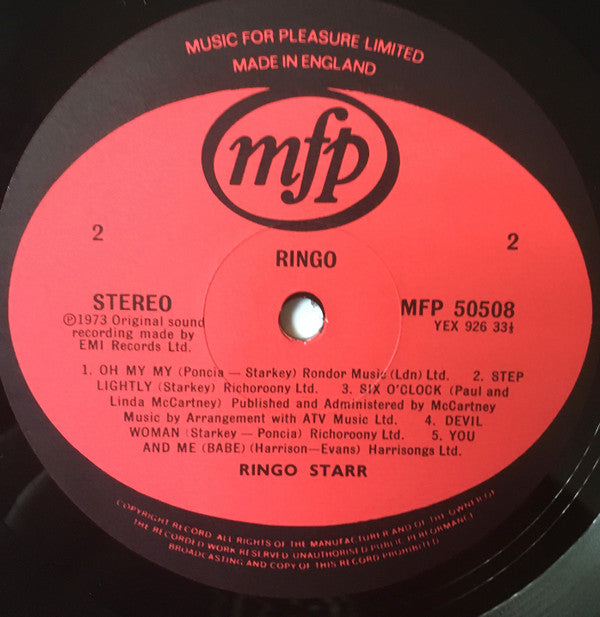 MUSIC FOR PLEASURE LIMITED
MADE IN ENGLAND
mfp
2
2
RINGO
STEREO
Ⓟ1973 Original sound
recording made by
EMI Records Ltd.
MFP 50508
YEX 926 33⅓
1. OH MY MY (Poncia — Starkey) Rondor Music (Ldn) Ltd. 2. STEP
LIGHTLY (Starkey) Richoroony Ltd. 3. SIX O'CLOCK (Paul and
Linda McCartney) Published and Administered by McCartney
Music by Arrangement with ATV Music Ltd. 4. DEVIL
WOMAN (Starkey — Poncia) Richoroony Ltd. 5. YOU
AND ME (BABE) (Harrison—Evans) Harrisongs Ltd.
RINGO STARR
COPYRIGHT RECORD. ALL RIGHTS OF THE MANUFACTURER AND OF THE OWNER OF
THE RECORDED WORK RESERVED UNAUTHORISED PUBLIC PERFORMANCE
BROADCASTING AND COPY OF THIS RECORD PROHIBITED